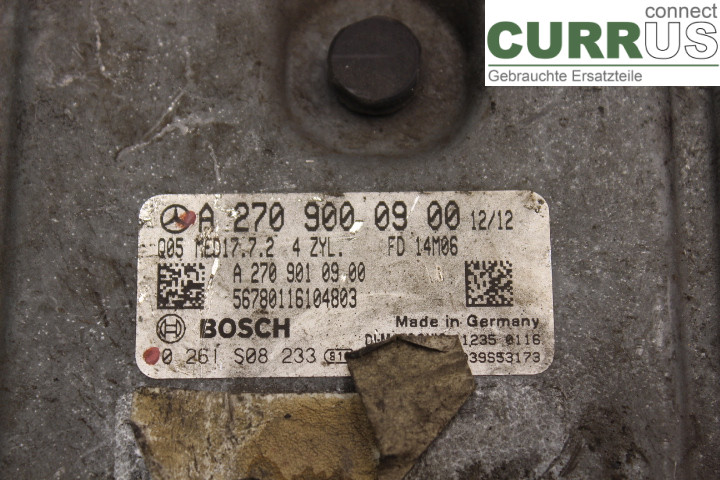 connect
CURRUS
Gebrauchte Ersatzteile
A 270 900 09 00 12/12
Q05 MED17.7.2 4 ZYL. FD 14M06
A 270 901 09 00
56780116104803
BOSCH Made in Germany
1235 0116
0 261 S08 233 39S53173